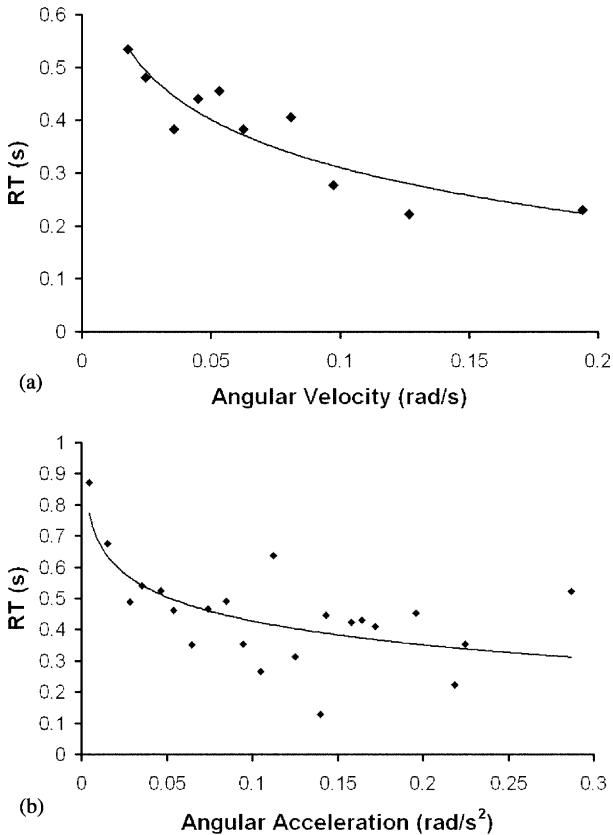 0.6
0.5
0.4
0.3
0.2
0.1
0
RT (s)
0 0.05 0.1 0.15 0.2
(a)
Angular Velocity (rad/s)
1
0.9
0.8
0.7
0.6
0.5
0.4
0.3
0.2
0.1
0
RT (s)
0 0.05 0.1 0.15 0.2 0.25 0.3
(b)
Angular Acceleration (rad/s²)